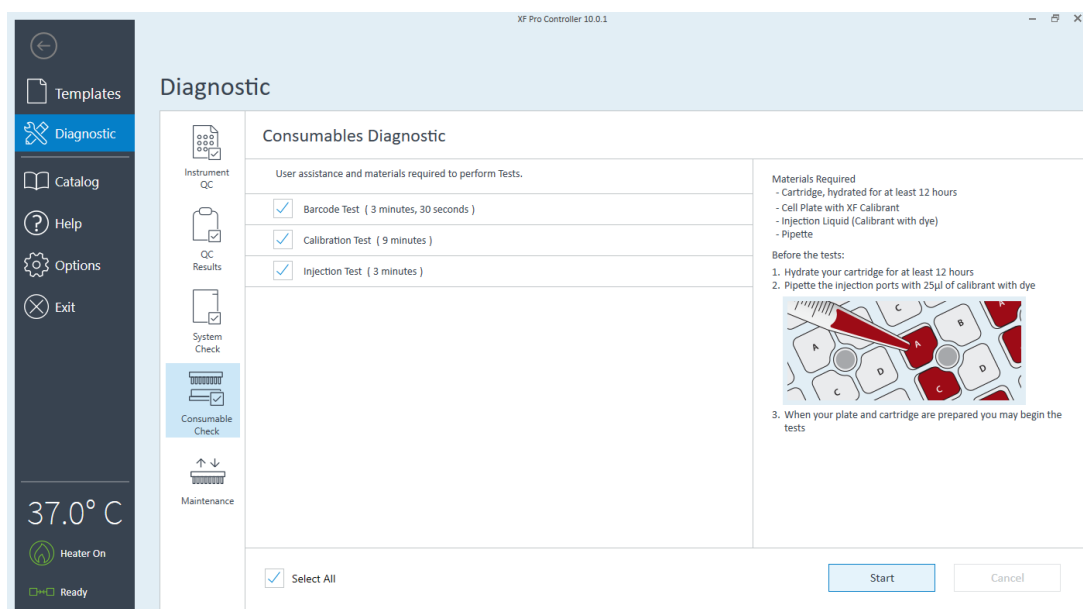 XF Pro Controller 10.0.1
Templates
Diagnostic
Catalog
Help
Options
Exit
37.0° C
Heater On
Ready
Diagnostic
Instrument
QC
QC
Results
System
Check
Consumable
Check
Maintenance
Consumables Diagnostic
User assistance and materials required to perform Tests.
Barcode Test ( 3 minutes, 30 seconds )
Calibration Test ( 9 minutes )
Injection Test ( 3 minutes )
Materials Required
- Cartridge, hydrated for at least 12 hours
- Cell Plate with XF Calibrant
- Injection Liquid (Calibrant with dye)
- Pipette
Before the tests:
1. Hydrate your cartridge for at least 12 hours
2. Pipette the injection ports with 25µl of calibrant with dye
C
A
B
A
A
D
D
C
C
3. When your plate and cartridge are prepared you may begin the
tests
Select All
Start
Cancel